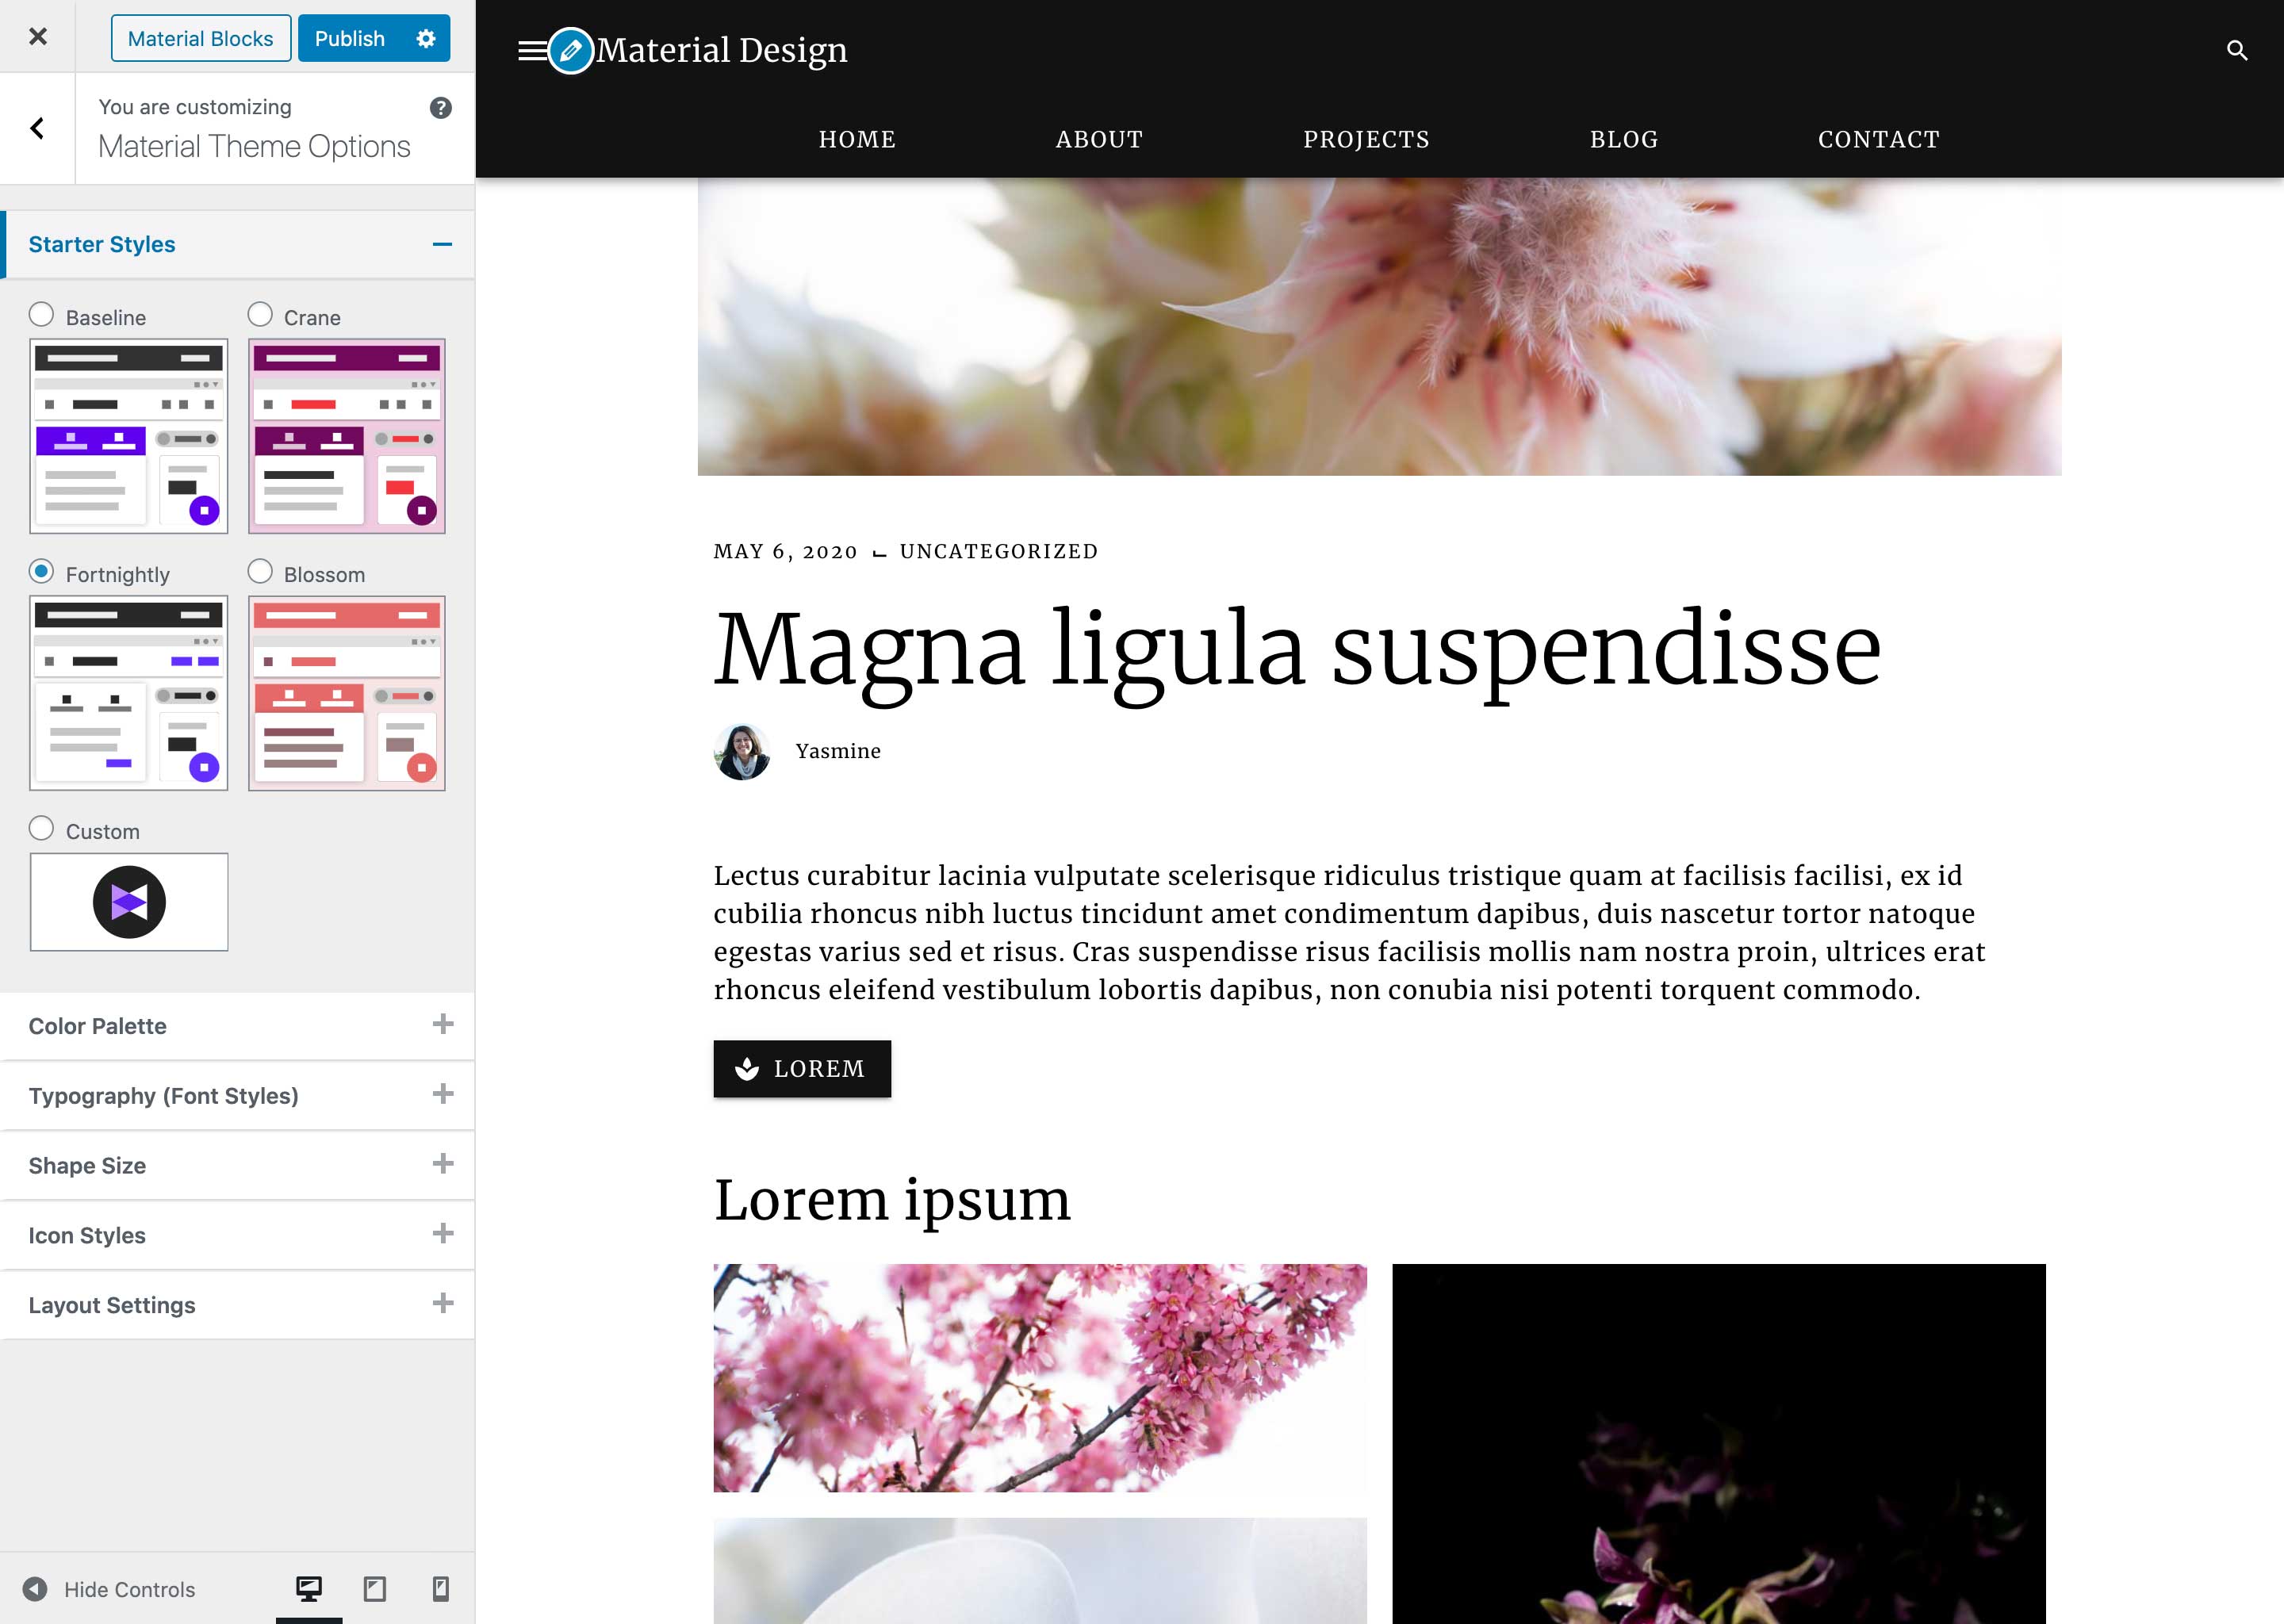 Material Blocks
Publish
You are customizing
Material Theme Options
Starter Styles
Baseline
Crane
Fortnightly
Blossom
Custom
Color Palette
Typography (Font Styles)
Shape Size
Icon Styles
Layout Settings
Hide Controls
Material Design
HOME ABOUT PROJECTS BLOG CONTACT
MAY 6, 2020 UNCATEGORIZED
Magna ligula suspendisse
Yasmine
Lectus curabitur lacinia vulputate scelerisque ridiculus tristique quam at facilisis facilisi, ex id
cubilia rhoncus nibh luctus tincidunt amet condimentum dapibus, duis nascetur tortor natoque
egestas varius sed et risus. Cras suspendisse risus facilisis mollis nam nostra proin, ultrices erat
rhoncus eleifend vestibulum lobortis dapibus, non conubia nisi potenti torquent commodo.
LOREM
Lorem ipsum